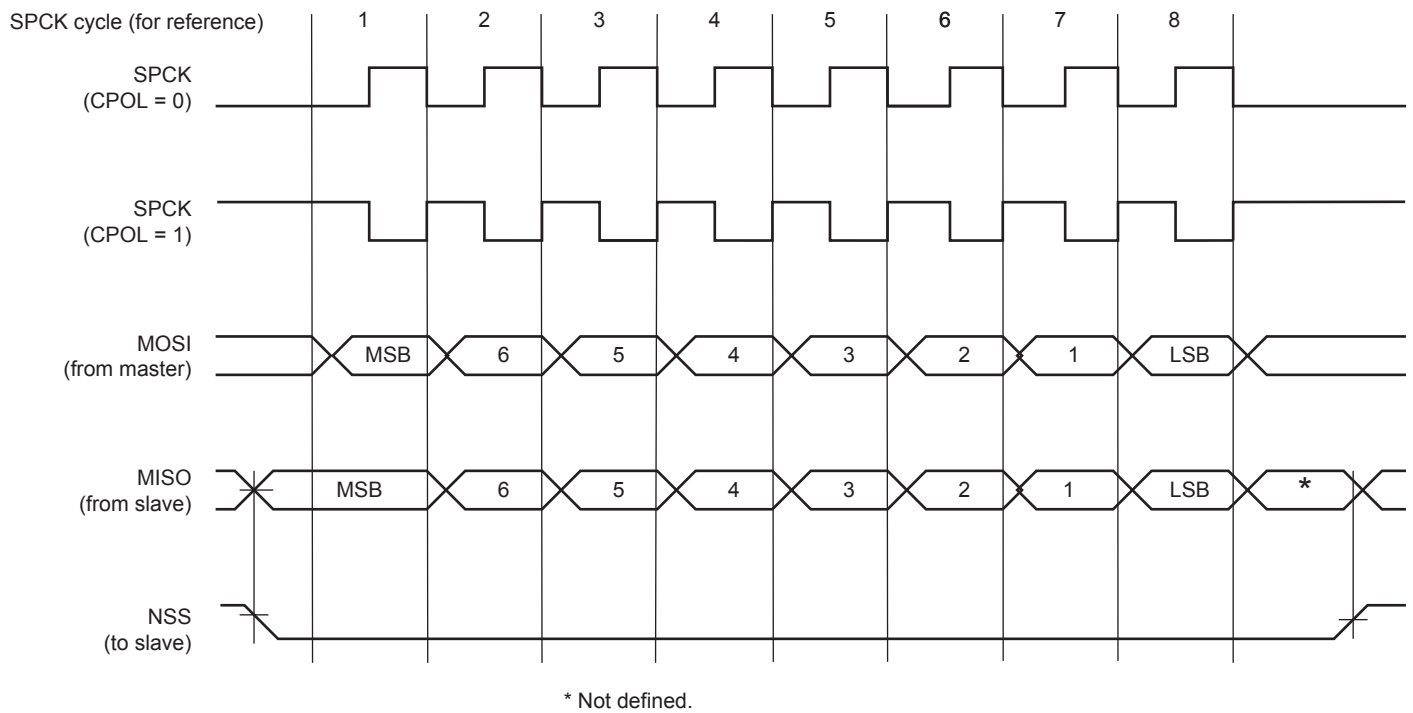 SPCK cycle (for reference) 1 2 3 4 5 6 7 8
SPCK
(CPOL = 0)
SPCK
(CPOL = 1)
MOSI
(from master)
MSB 6 5 4 3 2 1 LSB
MISO
(from slave)
MSB 6 5 4 3 2 1 LSB *
NSS
(to slave)
* Not defined.